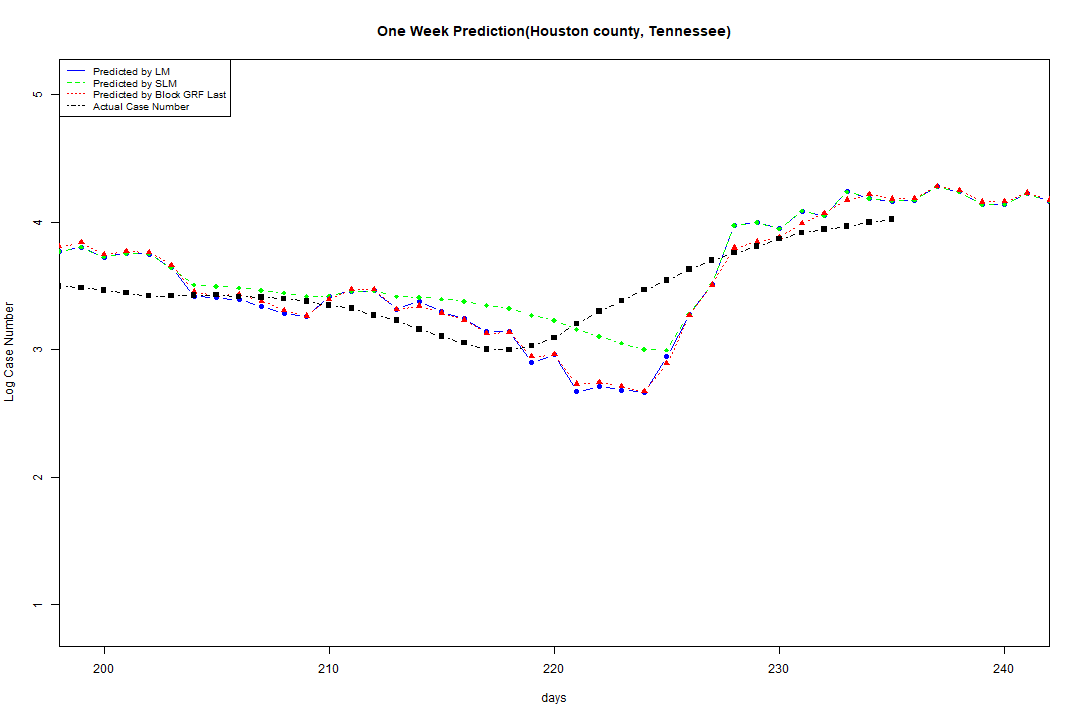 One Week Prediction(Houston county, Tennessee)
Predicted by LM
Predicted by SLM
Predicted by Block GRF Last
Actual Case Number
5
4
3
2
1
Log Case Number
200 210 220 230 240
days